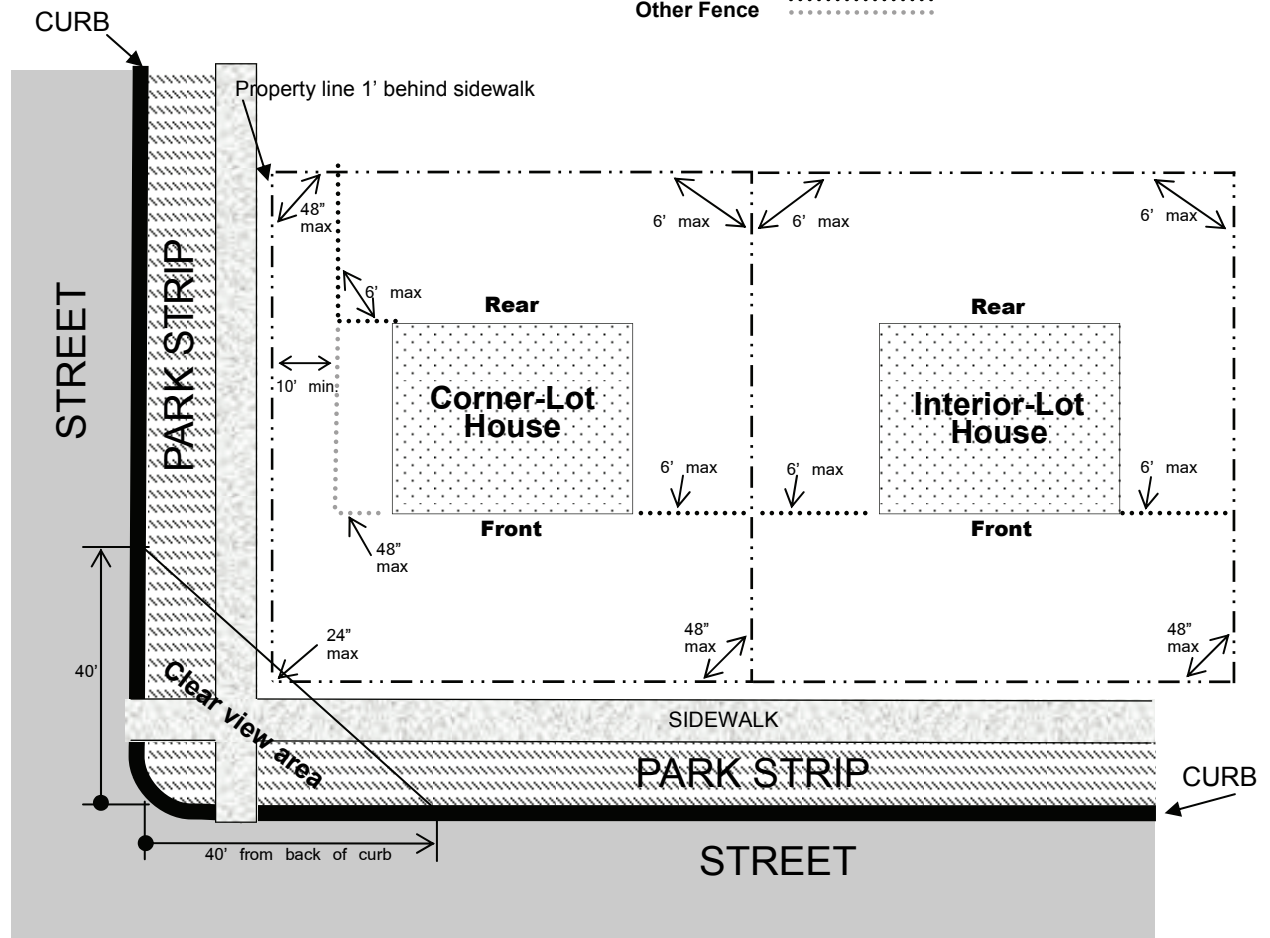 Other Fence
CURB
Property line 1’ behind sidewalk
48”
max
6’ max
6’ max
6’ max
6’ max
Rear
Rear
10’ min.
STREET
PARK STRIP
Corner-Lot
House
Interior-Lot
House
6’ max
6’ max
6’ max
Front
Front
48”
max
24”
max
48”
max
48”
max
40’
Clear view area
SIDEWALK
PARK STRIP
CURB
40’ from back of curb
STREET